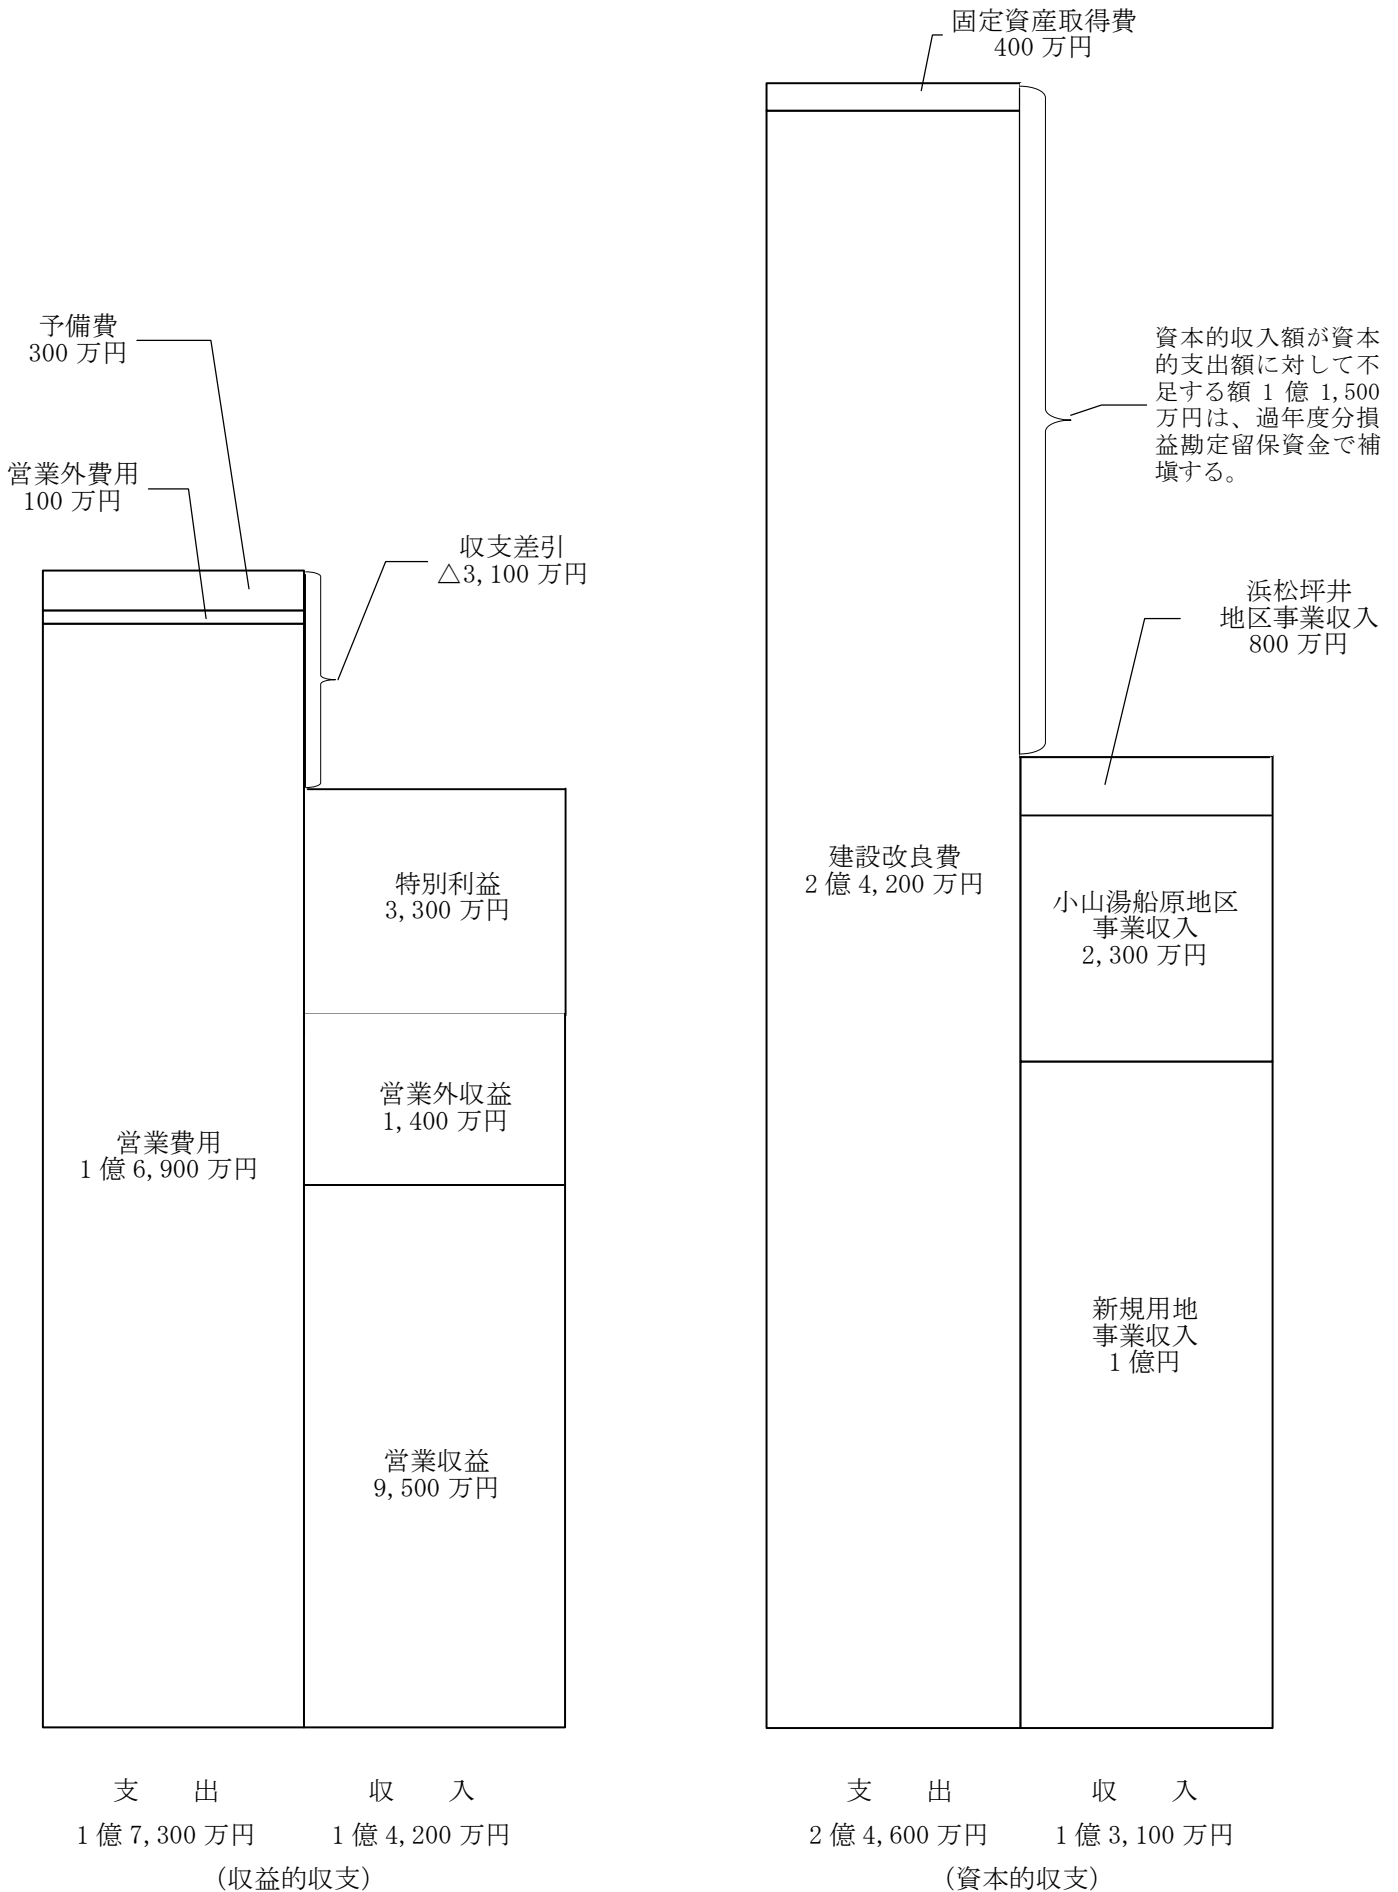 固定資産取得費
400 万円
予備費
300 万円
営業外費用
100 万円
収支差引
△3,100 万円
特別利益
3,300 万円
営業外収益
1,400 万円
営業費用
1 億 6,900 万円
営業収益
9,500 万円
支　出
収　入
1 億 7,300 万円
1 億 4,200 万円
（収益的収支）
資本的収入額が資本
的支出額に対して不
足する額 1 億 1,500
万円は、過年度分損
益勘定留保資金で補
塡する。
浜松坪井
地区事業収入
800 万円
建設改良費
2 億 4,200 万円
小山湯船原地区
事業収入
2,300 万円
新規用地
事業収入
1 億円
支　出
収　入
2 億 4,600 万円
1 億 3,100 万円
（資本的収支）